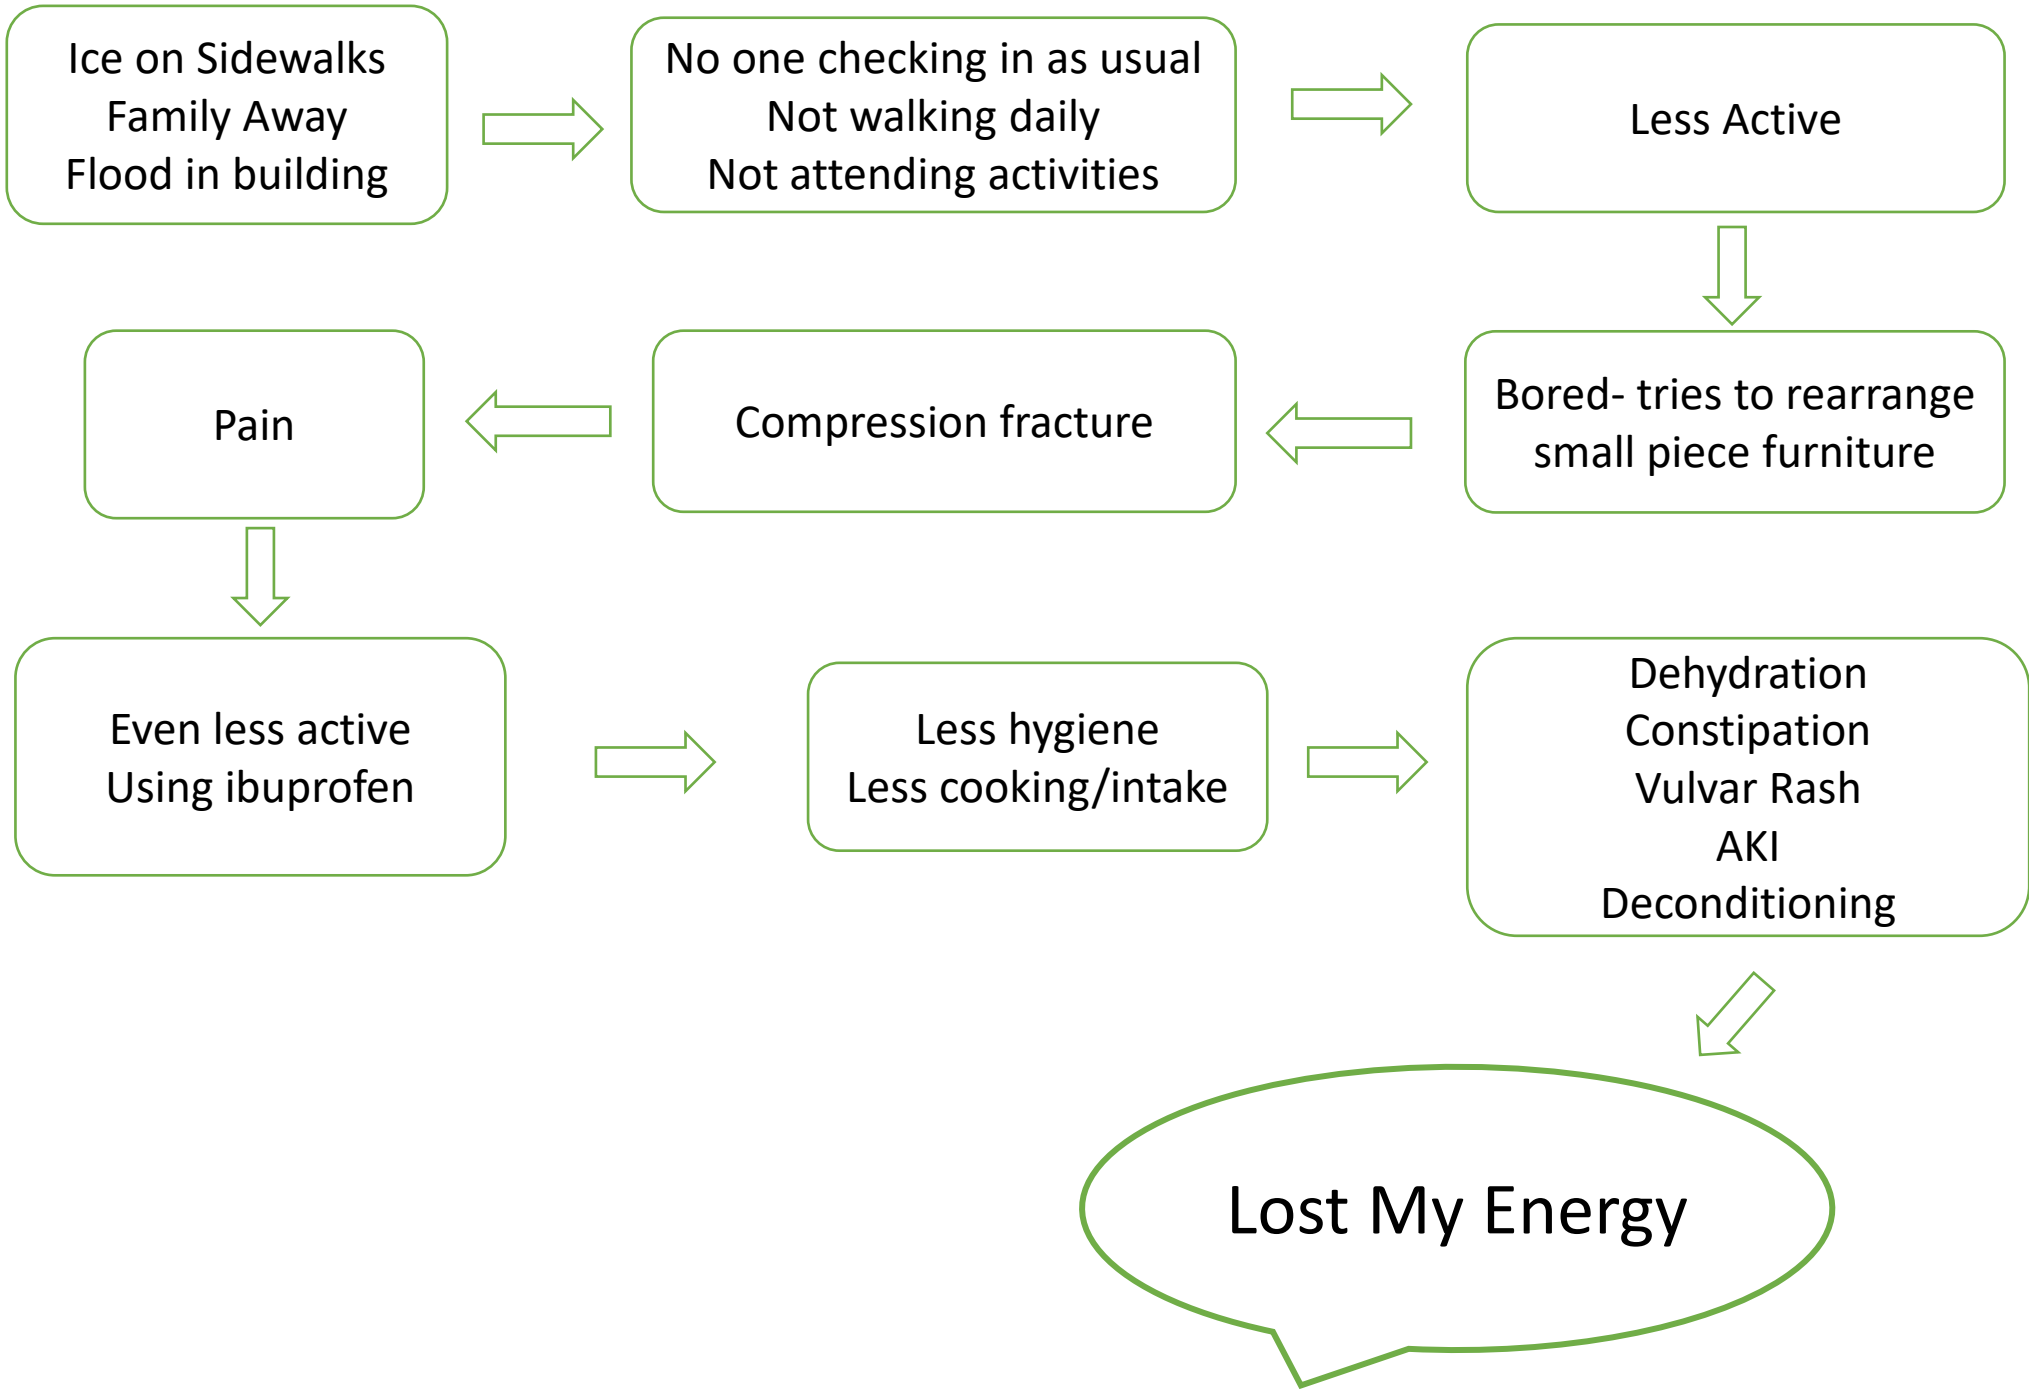 Ice on Sidewalks
Family Away
Flood in building
No one checking in as usual
Not walking daily
Not attending activities
Less Active
Bored- tries to rearrange
small piece furniture
Compression fracture
Pain
Even less active
Using ibuprofen
Less hygiene
Less cooking/intake
Dehydration
Constipation
Vulvar Rash
AKI
Deconditioning
Lost My Energy